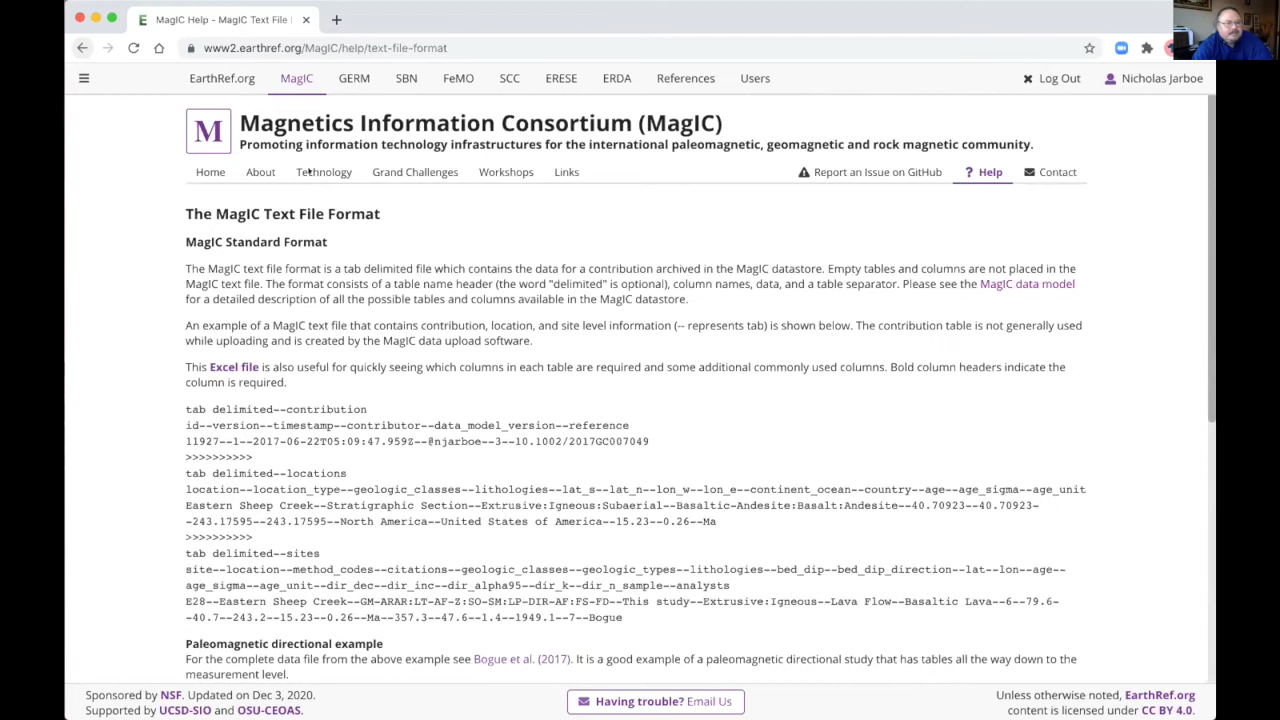 MagIC Help - MagIC Text File
www2.earthref.org/MagIC/help/text-file-format
EarthRef.org MagIC GERM SBN FeMO SCC ERESE ERDA References Users Log Out Nicholas Jarboe
M
Magnetics Information Consortium (MagIC)
Promoting information technology infrastructures for the international paleomagnetic, geomagnetic and rock magnetic community.
Home About Technology Grand Challenges Workshops Links Report an Issue on GitHub ? Help Contact
The MagIC Text File Format
MagIC Standard Format
The MagIC text file format is a tab delimited file which contains the data for a contribution archived in the MagIC datastore. Empty tables and columns are not placed in the
MagIC text file. The format consists of a table name header (the word "delimited" is optional), column names, data, and a table separator. Please see the MagIC data model
for a detailed description of all the possible tables and columns available in the MagIC datastore.
An example of a MagIC text file that contains contribution, location, and site level information (-- represents tab) is shown below. The contribution table is not generally used
while uploading and is created by the MagIC data upload software.
This Excel file is also useful for quickly seeing which columns in each table are required and some additional commonly used columns. Bold column headers indicate the
column is required.
tab delimited--contribution
id--version--timestamp--contributor--data_model_version--reference
11927--1--2017-06-22T05:09:47.959Z--@njarboe--3--10.1002/2017GC007049
>>>>>>>>>>
tab delimited--locations
location--location_type--geologic_classes--lithologies--lat_s--lat_n--lon_w--lon_e--continent_ocean--country--age--age_sigma--age_unit
Eastern Sheep Creek--Stratigraphic Section--Extrusive:Igneous:Subaerial--Basaltic-Andesite:Basalt:Andesite--40.70923--40.70923-
-243.17595--243.17595--North America--United States of America--15.23--0.26--Ma
>>>>>>>>>>
tab delimited--sites
site--location--method_codes--citations--geologic_classes--geologic_types--lithologies--bed_dip--bed_dip_direction--lat--lon--age--
age_sigma--age_unit--dir_dec--dir_inc--dir_alpha95--dir_k--dir_n_sample--analysts
E28--Eastern Sheep Creek--GM-ARAR:LT-AF-Z:SO-SM:LP-DIR-AF:FS-FD--This study--Extrusive:Igneous--Lava Flow--Basaltic Lava--6--79.6-
-40.7--243.2--15.23--0.26--Ma--357.3--47.6--1.4--1949.1--7--Bogue
Paleomagnetic directional example
For the complete data file from the above example see Bogue et al. (2017). It is a good example of a paleomagnetic directional study that has tables all the way down to the
measurement level.
Sponsored by NSF. Updated on Dec 3, 2020.
Supported by UCSD-SIO and OSU-CEOAS.
Having trouble? Email Us
Unless otherwise noted, EarthRef.org
content is licensed under CC BY 4.0.